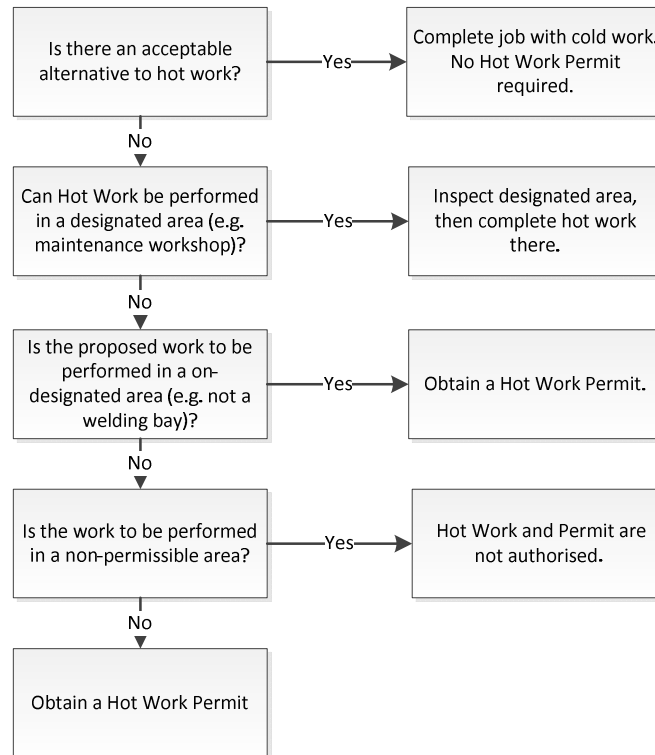 Is there an acceptable
alternative to hot work?
Yes
Complete job with cold work.
No Hot Work Permit
required.
No
Can Hot Work be performed
in a designated area (e.g.
maintenance workshop)?
Yes
Inspect designated area,
then complete hot work
there.
No
Is the proposed work to be
performed in a on-
designated area (e.g. not a
welding bay)?
Yes
Obtain a Hot Work Permit.
No
Is the work to be performed
in a non-permissible area?
Yes
Hot Work and Permit are
not authorised.
No
Obtain a Hot Work Permit